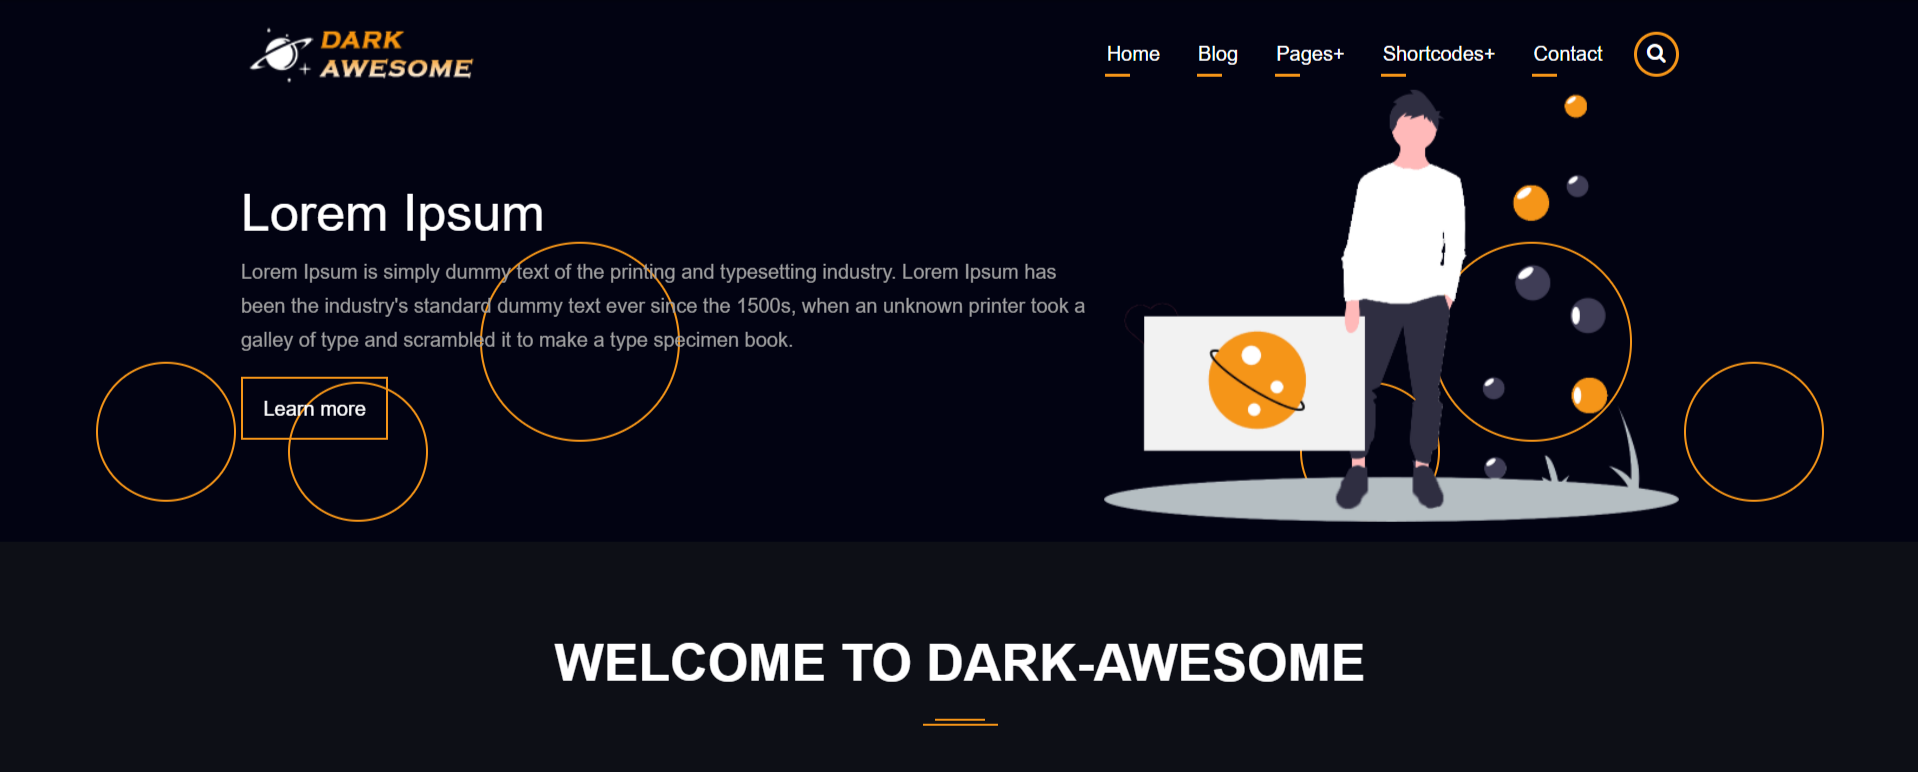 DARK
AWESOME
Home Blog Pages+ Shortcodes+ Contact
Lorem Ipsum
Lorem Ipsum is simply dummy text of the printing and typesetting industry. Lorem Ipsum has
been the industry's standard dummy text ever since the 1500s, when an unknown printer took a
galley of type and scrambled it to make a type specimen book.
Learn more
WELCOME TO DARK-AWESOME